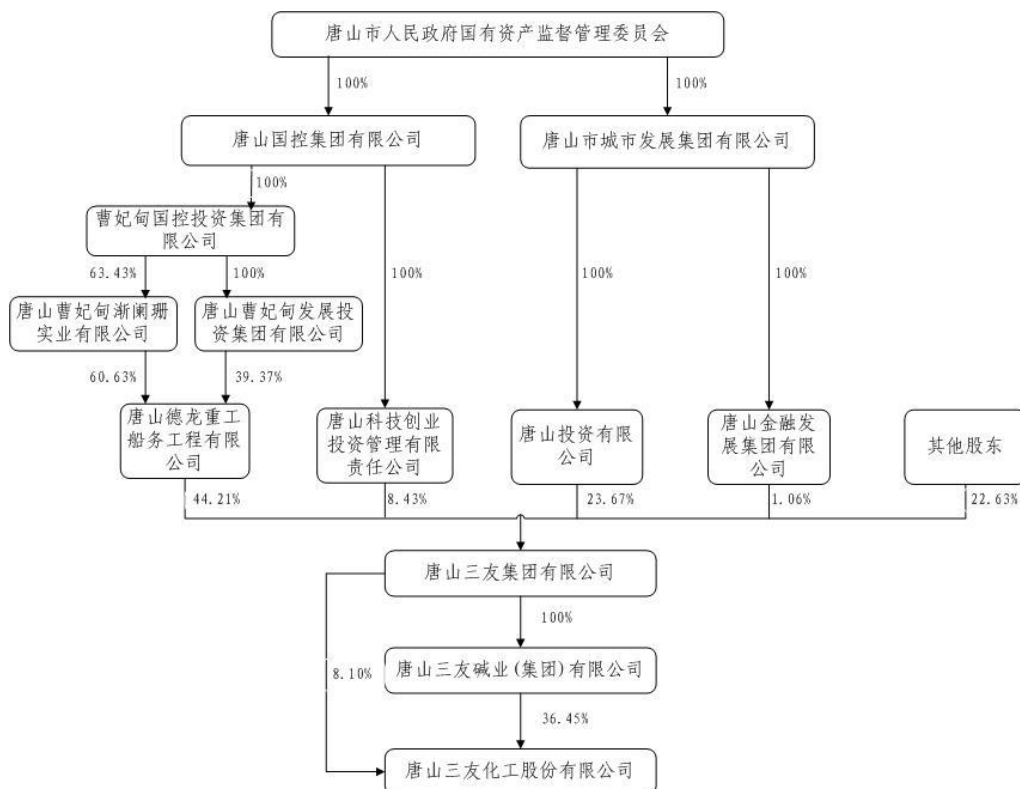 唐山市人民政府国有资产监督管理委员会
100%
100%
唐山国控集团有限公司
唐山市城市发展集团有限公司
100%
曹妃甸国控投资集团有
限公司
63.43%
100%
100%
100%
100%
唐山曹妃甸渐阑珊
实业有限公司
唐山曹妃甸发展投
资集团有限公司
60.63%
39.37%
唐山德龙重工
船务工程有限
公司
唐山科技创业
投资管理有限
责任公司
唐山投资有限
公司
唐山金融发
展集团有限
公司
其他股东
44.21%
8.43%
23.67%
1.06%
22.63%
唐山三友集团有限公司
100%
唐山三友碱业(集团)有限公司
8.10%
36.45%
唐山三友化工股份有限公司